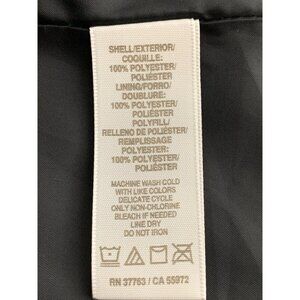 SHELL/EXTERIOR/
COQUILLE:
100% POLYESTER/
POLIÉSTER
LINING/FORRO/
DOUBLURE:
100% POLYESTER/
POLIÉSTER
POLYFILL/
RELLENO DE POLIÉSTER/
REMPLISSAGE
POLYESTER:
100% POLYESTER/
POLIÉSTER
MACHINE WASH COLD
WITH LIKE COLORS
DELICATE CYCLE
ONLY NON-CHLORINE
BLEACH IF NEEDED
LINE DRY
DO NOT IRON
RN 37763 / CA 55972